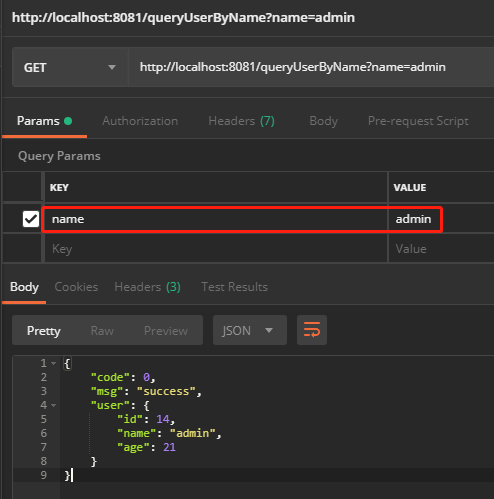 http://localhost:8081/queryUserByName?name=admin
GET http://localhost:8081/queryUserByName?name=admin
Params Authorization Headers (7) Body Pre-request Script
Query Params
KEY VALUE
name admin
Key Value
Body Cookies Headers (3) Test Results
Pretty Raw Preview JSON
1 {
2 "code": 0,
3 "msg": "success",
4 "user": {
5 "id": 14,
6 "name": "admin",
7 "age": 21
8 }
9 }